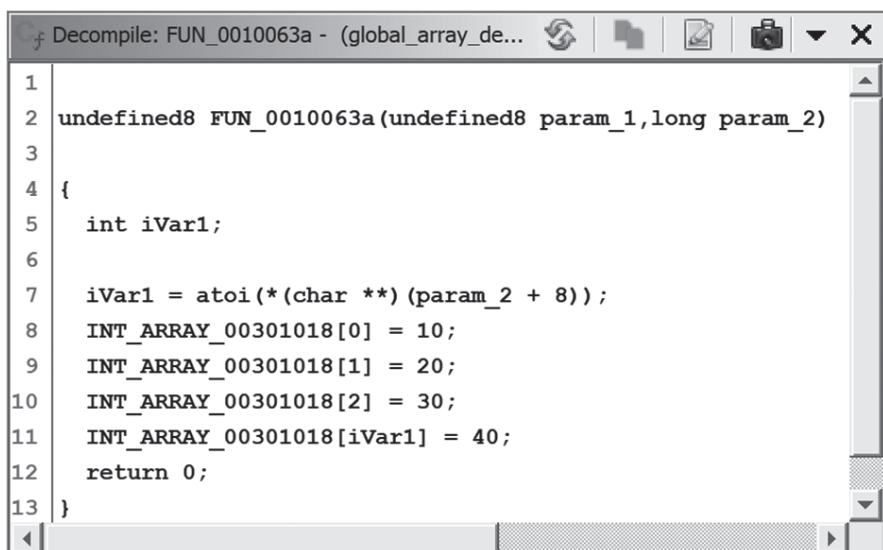 Decompile: FUN_0010063a - (global_array_de...
1
2 undefined8 FUN_0010063a(undefined8 param_1,long param_2)
3
4 {
5 int iVar1;
6
7 iVar1 = atoi(*(char **)(param_2 + 8));
8 INT_ARRAY_00301018[0] = 10;
9 INT_ARRAY_00301018[1] = 20;
10 INT_ARRAY_00301018[2] = 30;
11 INT_ARRAY_00301018[iVar1] = 40;
12 return 0;
13 }